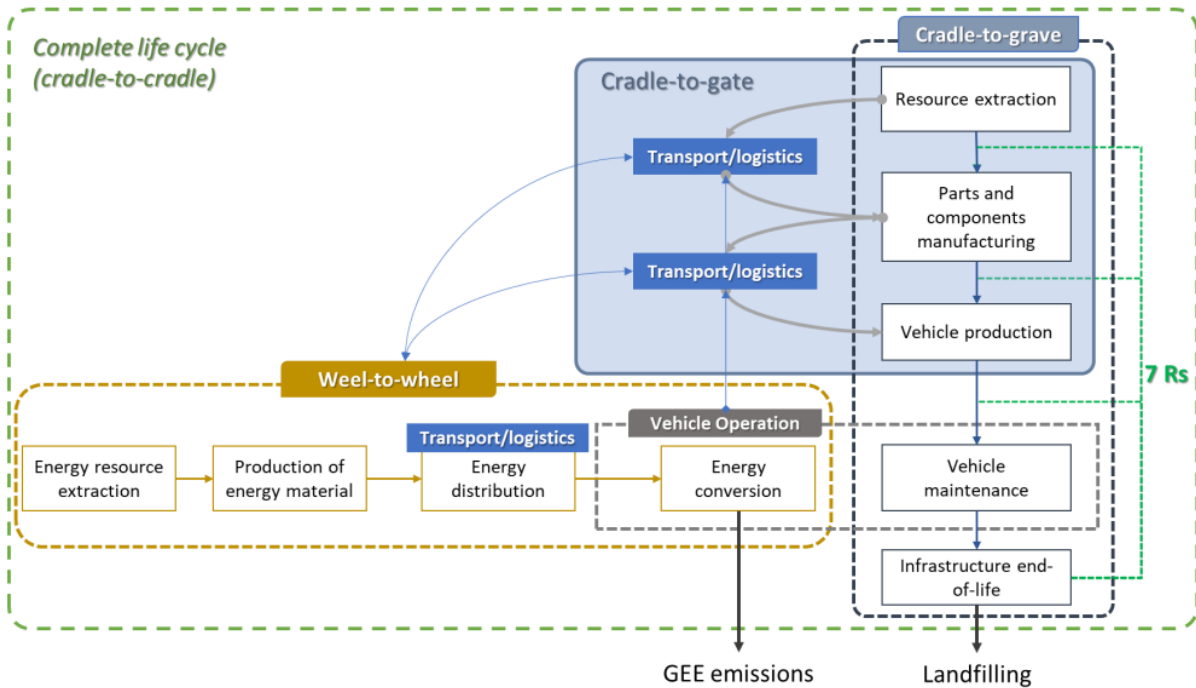 Complete life cycle
(cradle-to-cradle)
Cradle-to-grave
Cradle-to-gate
Resource extraction
Transport/logistics
Parts and
components
manufacturing
Transport/logistics
Vehicle production
7 Rs
Weel-to-wheel
Vehicle Operation
Transport/logistics
Energy resource
extraction
Production of
energy material
Energy
distribution
Energy
conversion
Vehicle
maintenance
Infrastructure end-
of-life
GEE emissions
Landfilling